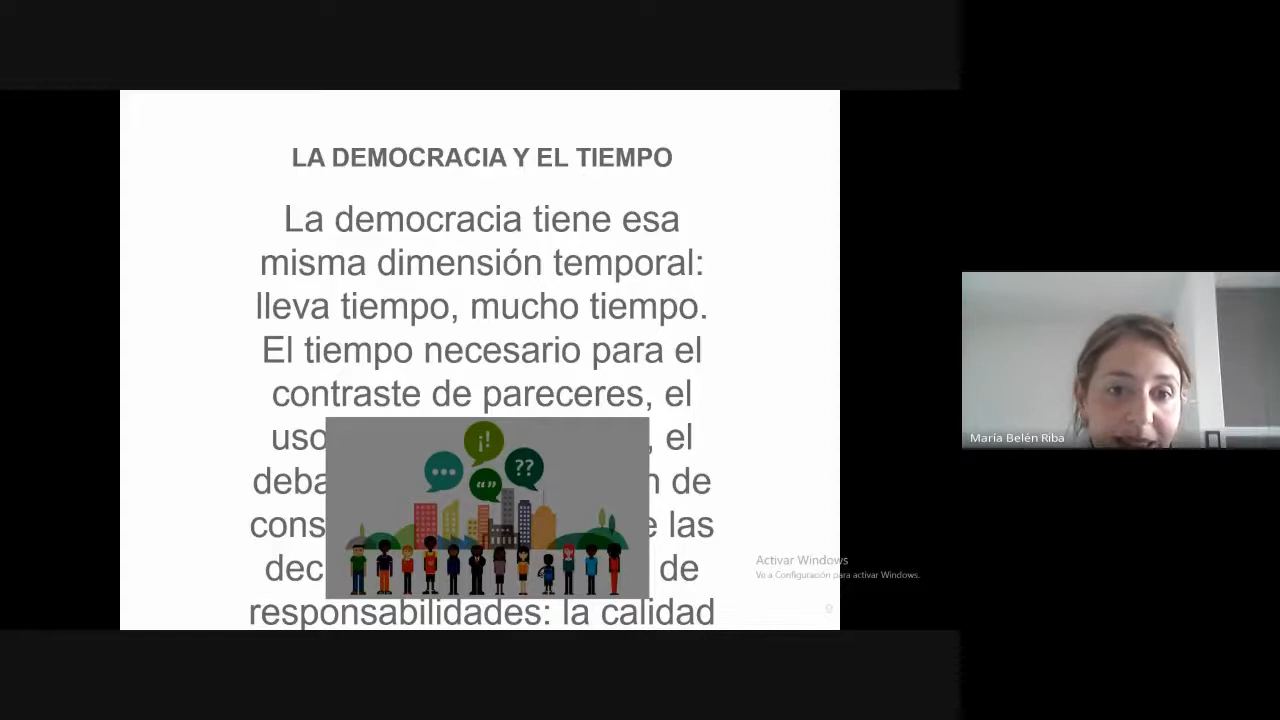 LA DEMOCRACIA Y EL TIEMPO
La democracia tiene esa
misma dimensión temporal:
lleva tiempo, mucho tiempo.
El tiempo necesario para el
contraste de pareceres, el
uso , el
deba n de
cons e las
dec de
responsabilidades: la calidad
¡!
...
??
“”
María Belén Riba
Activar Windows
Ve a Configuración para activar Windows.
9